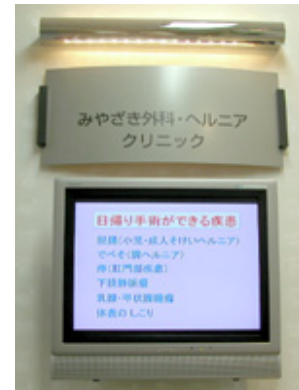 みやざき外科・ヘルニア
クリニック
日帰り手術ができる疾患
脱腸(小児・成人そけいヘルニア)
でべそ(臍ヘルニア)
痔(肛門部疾患)
下肢静脈瘤
乳腺・甲状腺腫瘍
体表のしこり